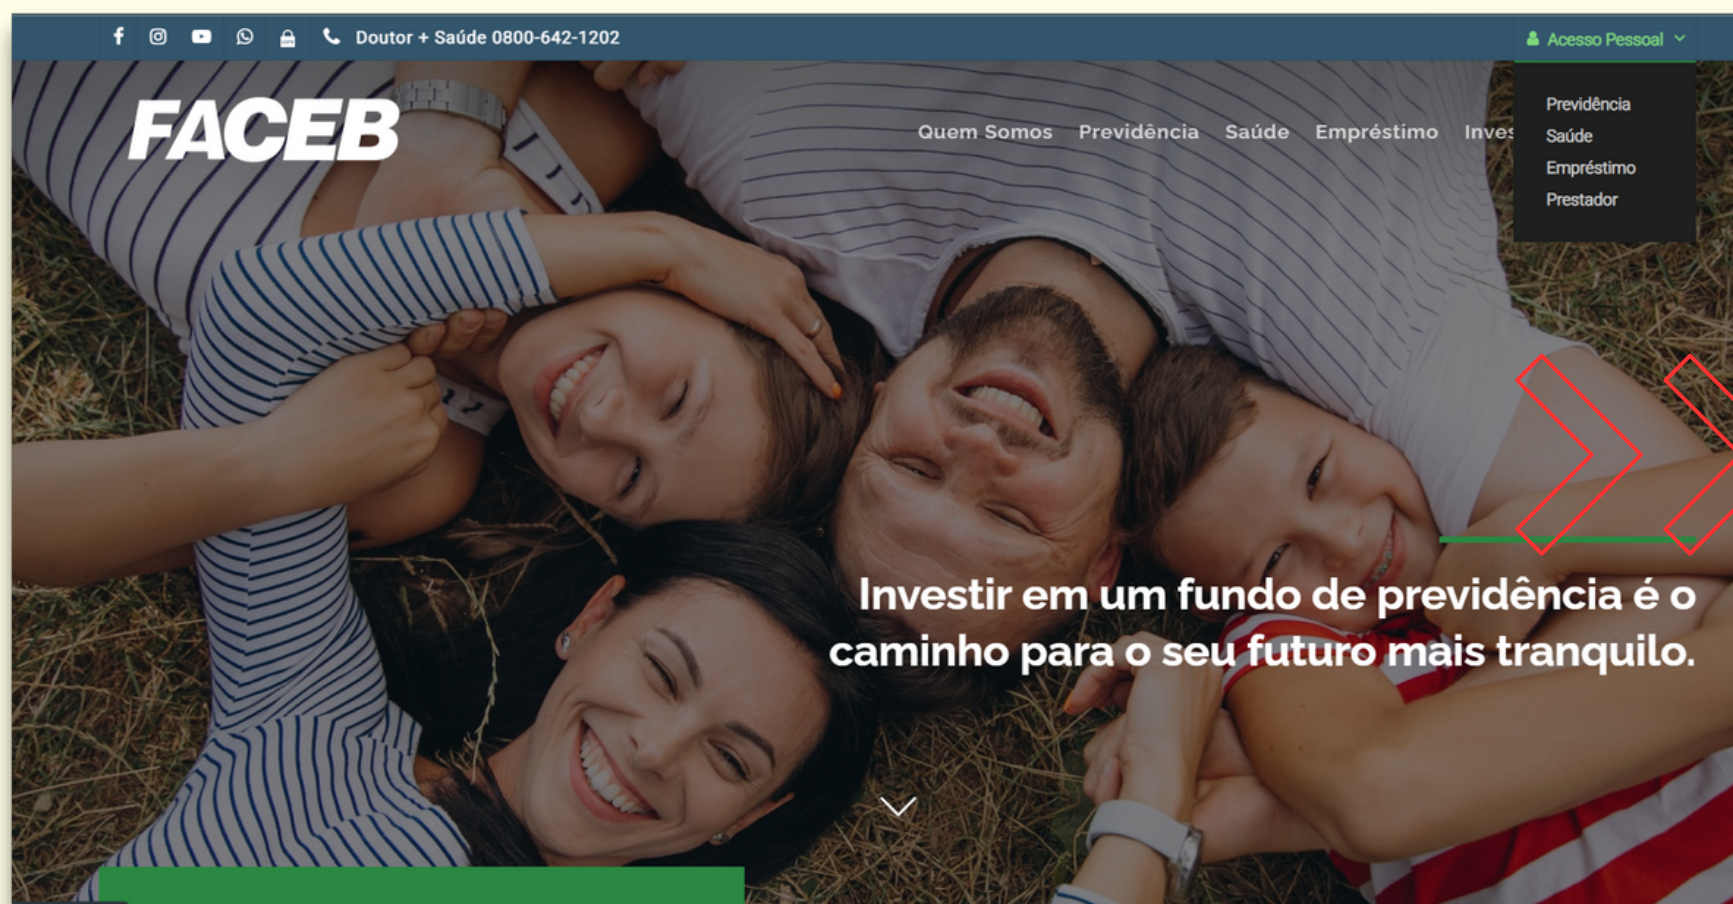 Doutor + Saúde 0800-642-1202
Acesso Pessoal
FACEB
Quem Somos Previdência Saúde Empréstimo
Previdência
Saúde
Empréstimo
Prestador
Investir em um fundo de previdência é o
caminho para o seu futuro mais tranquilo.